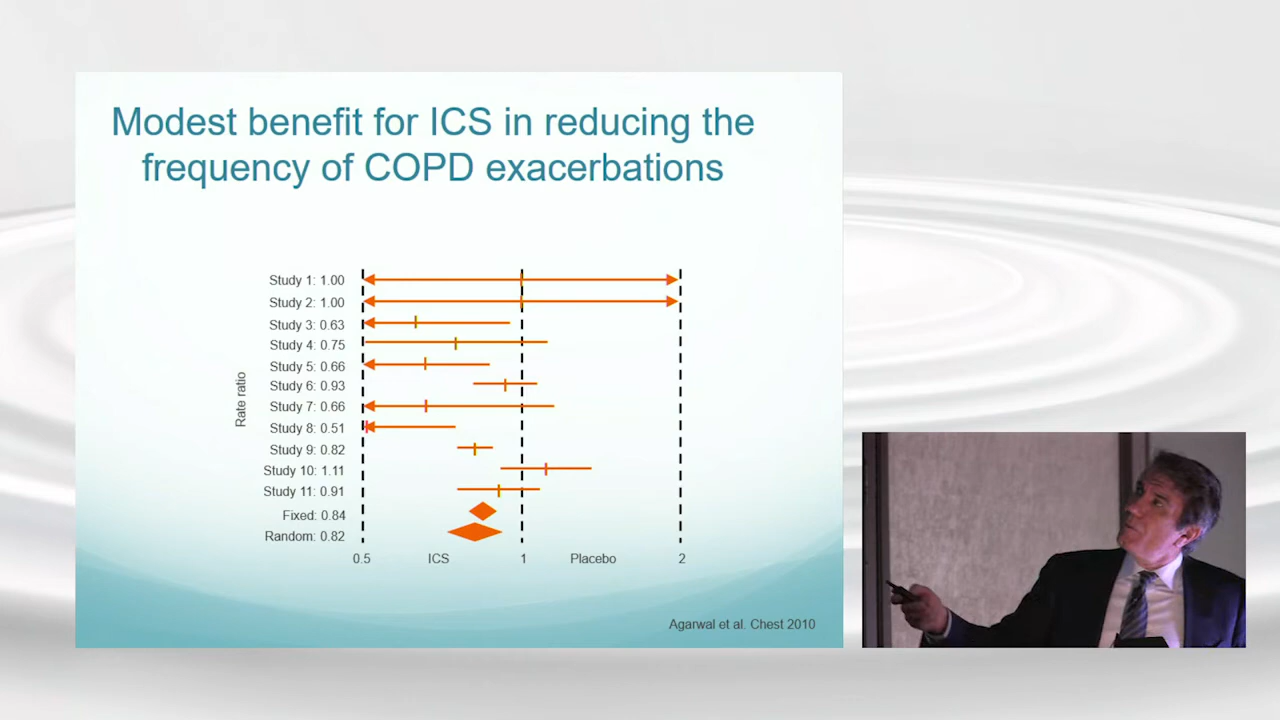 Modest benefit for ICS in reducing the
frequency of COPD exacerbations
Rate ratio
Study 1: 1.00
Study 2: 1.00
Study 3: 0.63
Study 4: 0.75
Study 5: 0.66
Study 6: 0.93
Study 7: 0.66
Study 8: 0.51
Study 9: 0.82
Study 10: 1.11
Study 11: 0.91
Fixed: 0.84
Random: 0.82
0.5 ICS 1 Placebo 2
Agarwal et al. Chest 2010